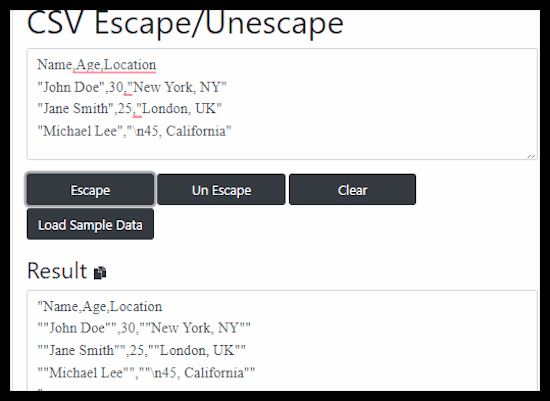 CSV Escape/Unescape
Name,Age,Location
"John Doe",30,"New York, NY"
"Jane Smith",25,"London, UK"
"Michael Lee","\n45, California"
Escape
Un Escape
Clear
Load Sample Data
Result
"Name,Age,Location
""John Doe"",30,""New York, NY""
""Jane Smith"",25,""London, UK""
""Michael Lee"",""\n45, California""
"